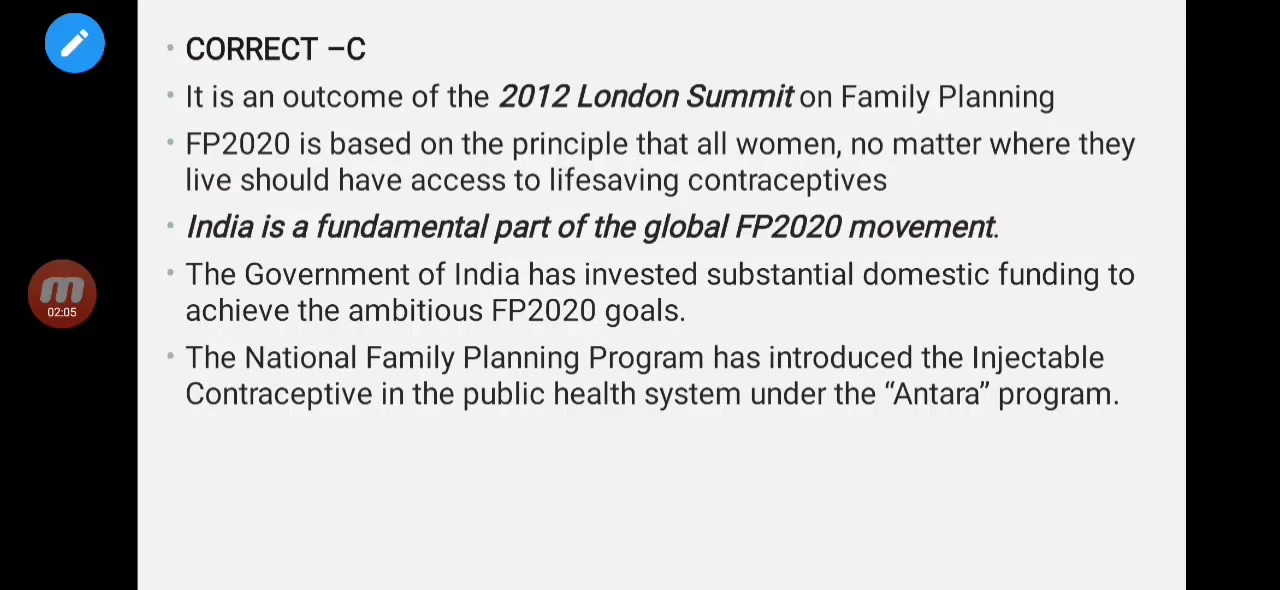 CORRECT –C
It is an outcome of the 2012 London Summit on Family Planning
FP2020 is based on the principle that all women, no matter where they
live should have access to lifesaving contraceptives
India is a fundamental part of the global FP2020 movement.
The Government of India has invested substantial domestic funding to
achieve the ambitious FP2020 goals.
m
02:05
The National Family Planning Program has introduced the Injectable
Contraceptive in the public health system under the “Antara” program.